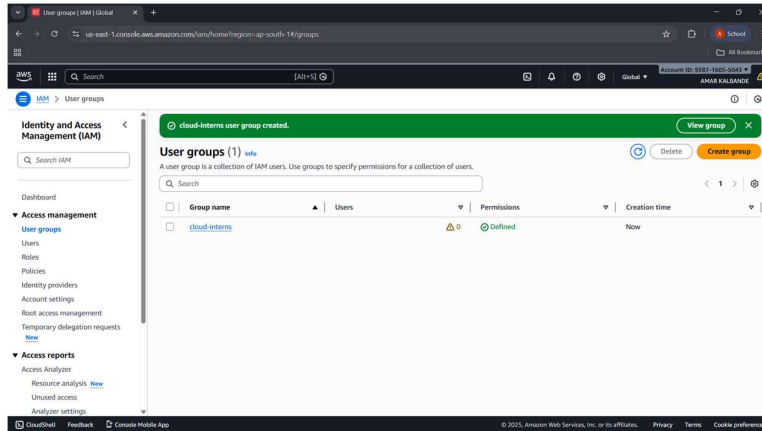 User groups | IAM | Global
us-east-1.console.aws.amazon.com/iam/home?region=ap-south-1#/groups
School
All Bookmark
aws
Search
[Alt+S]
Global
Account ID: 9387-1605-5043
AMAR KALBANDE
IAM > User groups
Identity and Access Management (IAM)
Search IAM
Dashboard
Access management
User groups
Users
Roles
Policies
Identity providers
Account settings
Root access management
Temporary delegation requests
New
Access reports
Access Analyzer
Resource analysis New
Unused access
Analyzer settings
cloud-interns user group created.
View group
User groups (1) Info
Delete
Create group
A user group is a collection of IAM users. Use groups to specify permissions for a collection of users.
Search
1
Group name
Users
Permissions
Creation time
cloud-interns
0
Defined
Now
CloudShell
Feedback
Console Mobile App
© 2025, Amazon Web Services, Inc. or its affiliates.
Privacy
Terms
Cookie preference